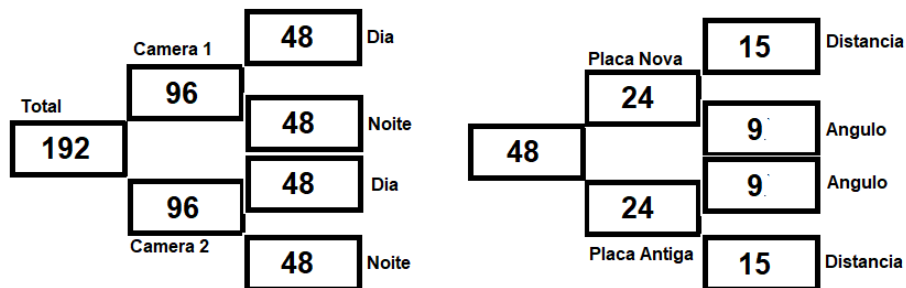 48 Dia
Camera 1
96
Total
48 Noite
192
48 Dia
96
Camera 2
48 Noite
15 Distancia
Placa Nova
24
9 Angulo
48
9 Angulo
24
Placa Antiga
15 Distancia